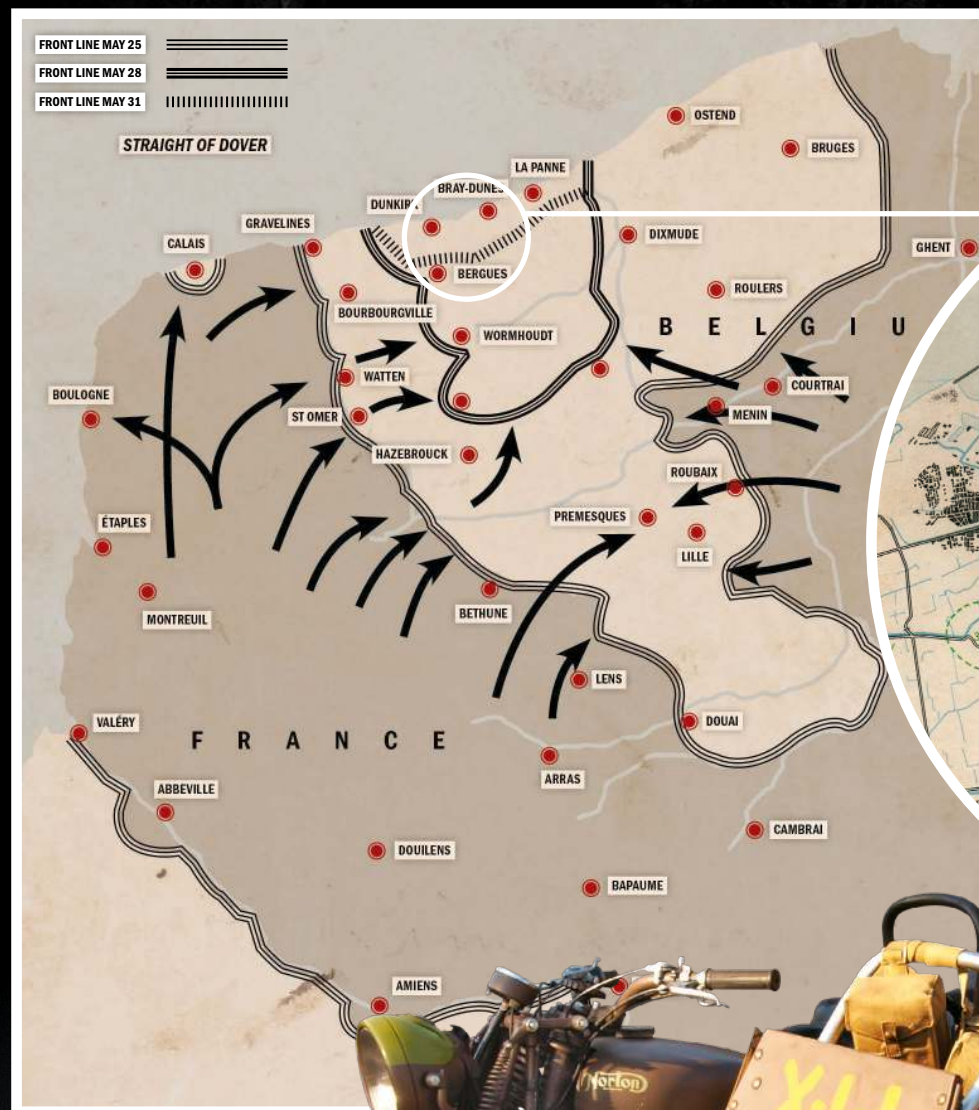 FRONT LINE MAY 25
FRONT LINE MAY 28
FRONT LINE MAY 31
STRAIGHT OF DOVER
OSTEND
BRUGES
LA PANNE
BRAY-DUNES
DUNKIRK
GRAVELINES
CALAIS
DIXMUDE
GHENT
BERGUES
ROULERS
BOURBOURGVILLE
BELGIU
WORMHOUDT
WATTEN
COURTRAI
BOULOGNE
ST OMER
MENIN
HAZEBROUCK
ROUBAIX
ÉTAPLES
PREMESQUES
LILLE
MONTREUIL
BETHUNE
LENS
VALÉRY
DOUAI
FRANCE
ARRAS
ABBEVILLE
CAMBRAI
DOUILENS
BAPAUME
AMIENS
Norton